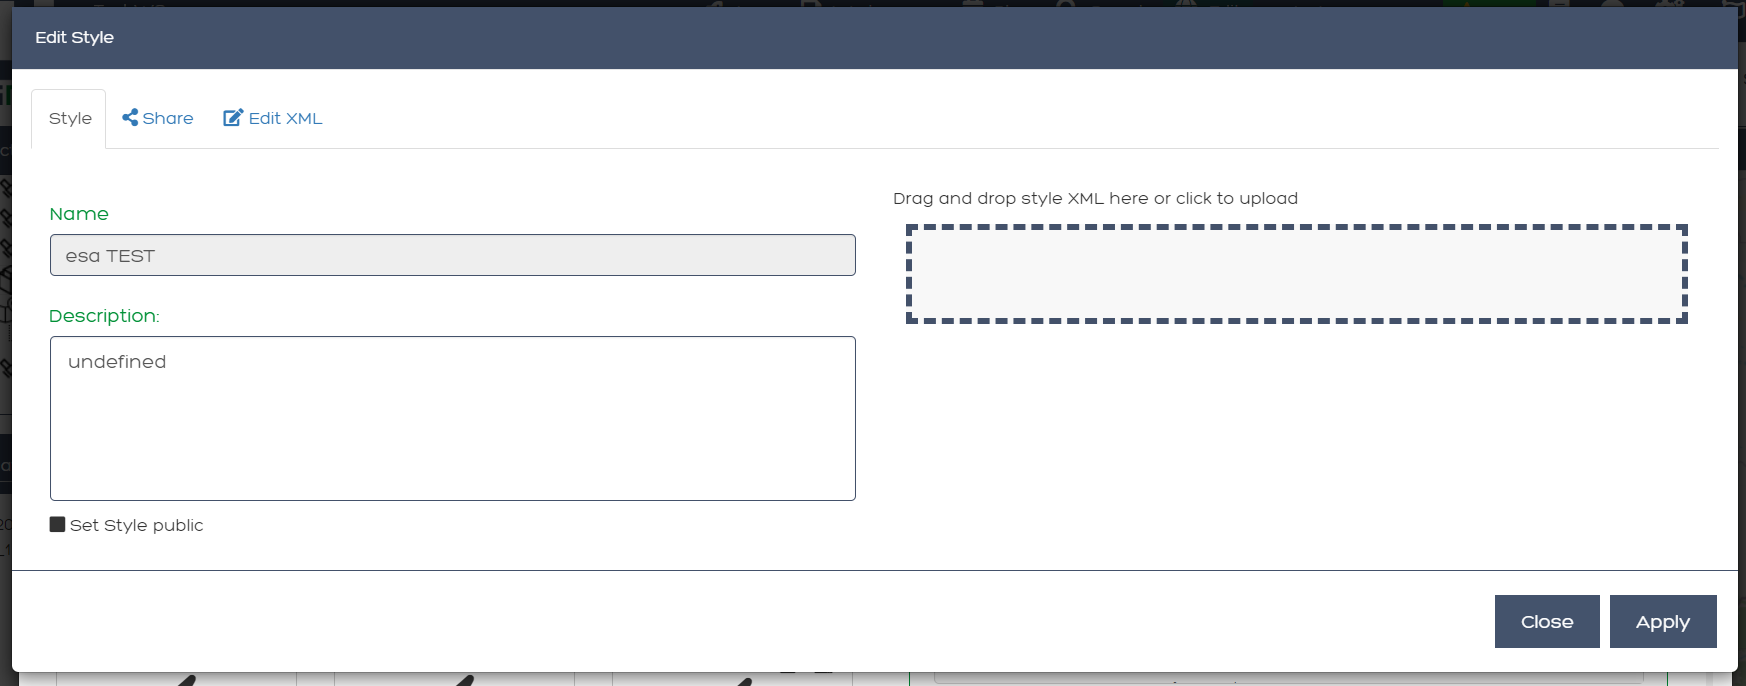 Edit Style
Style
Share
Edit XML
Name
esa TEST
Description:
undefined
Set Style public
Drag and drop style XML here or click to upload
Close
Apply